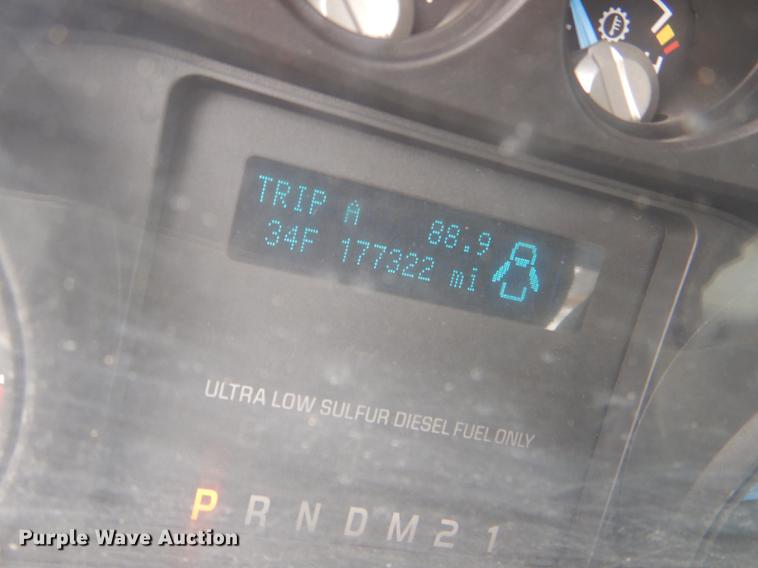 TRIP A 88.9
34F 177322 mi
ULTRA LOW SULFUR DIESEL FUEL ONLY
P R N D M 2 1
Purple Wave Auction